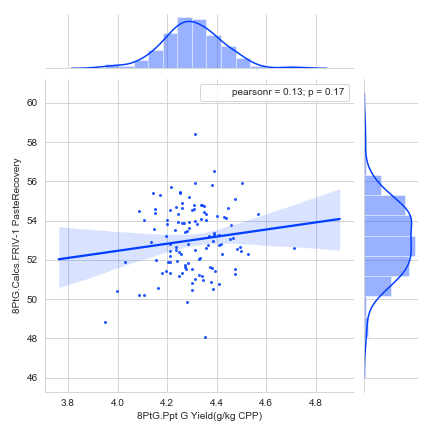 pearsonr = 0.13; p = 0.17
8PtG.Calcs.FRIV-1 PasteRecovery
60
58
56
54
52
50
48
46
3.8 4.0 4.2 4.4 4.6 4.8
8PtG.Ppt G Yield(g/kg CPP)